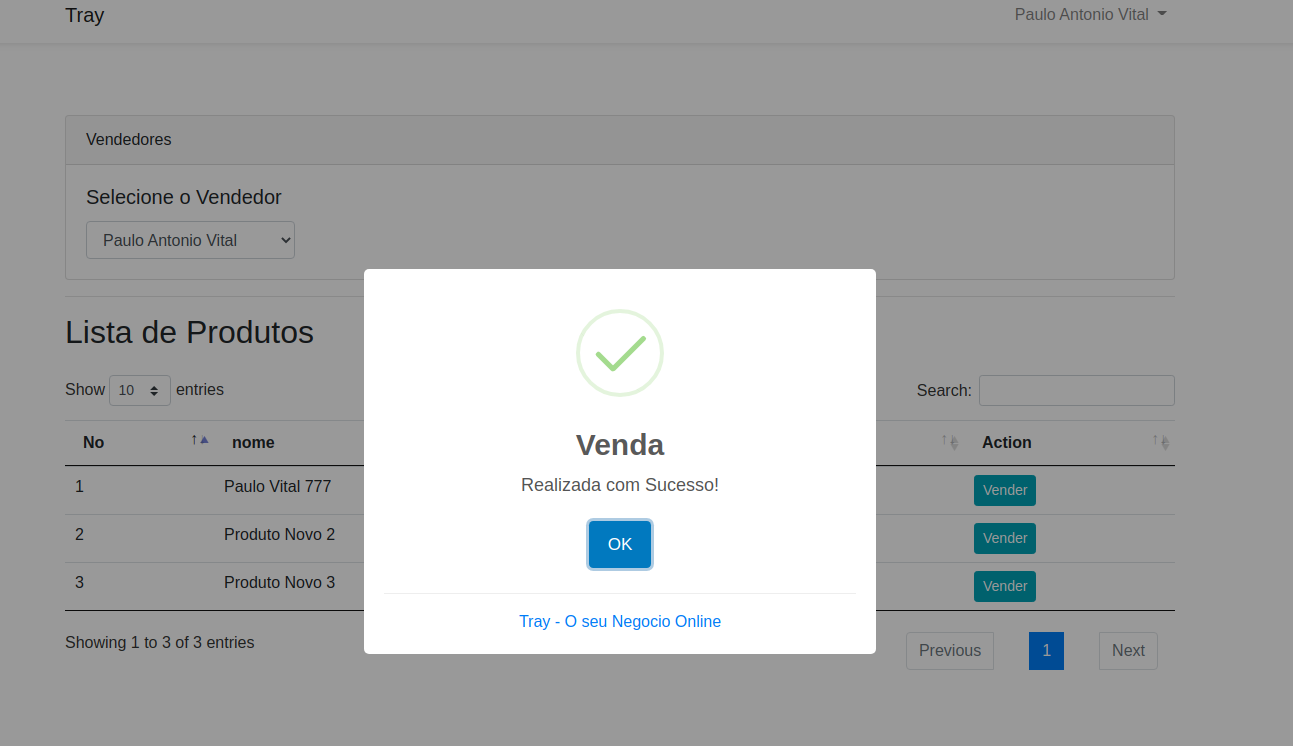 Tray
Paulo Antonio Vital
Vendedores
Selecione o Vendedor
Paulo Antonio Vital
Lista de Produtos
Show 10 entries
Search:
No nome Action
1 Paulo Vital 777 Vender
2 Produto Novo 2 Vender
3 Produto Novo 3 Vender
Showing 1 to 3 of 3 entries
Previous 1 Next
Venda
Realizada com Sucesso!
OK
Tray - O seu Negocio Online